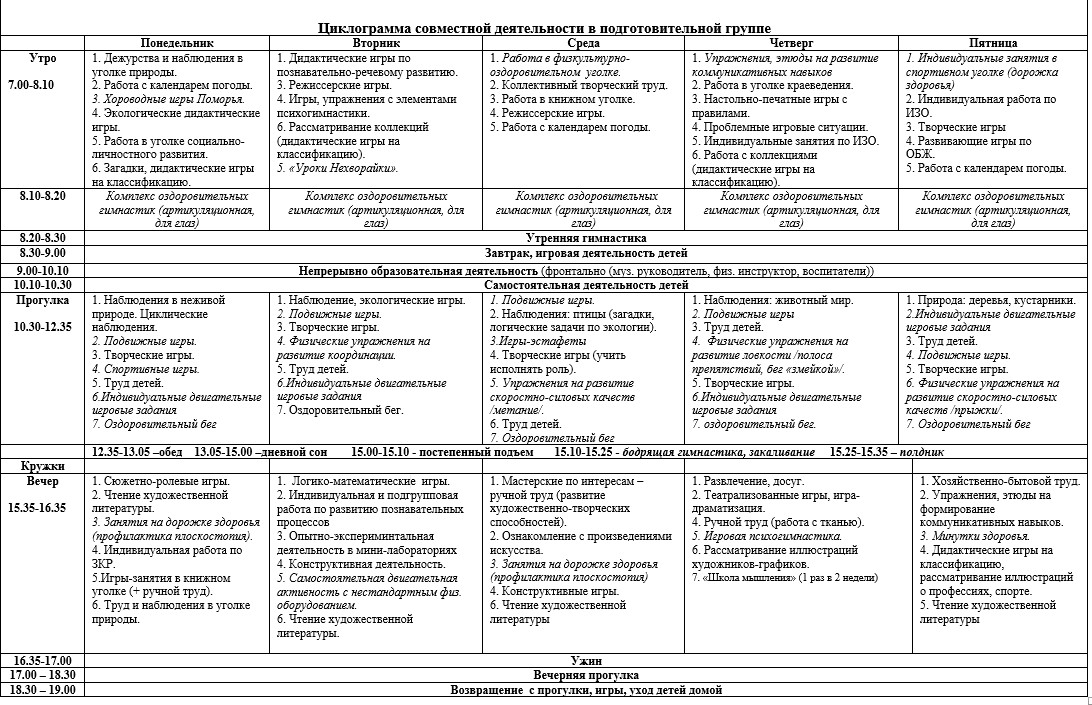 Циклограмма совместной деятельности в подготовительной группе
Понедельник
Вторник
Среда
Четверг
Пятница
Утро
7.00-8.10
1. Дежурства и наблюдения в
уголке природы.
2. Работа с календарем погоды.
3. Хороводные игры Поморья.
4. Экологические дидактические
игры.
5. Работа в уголке социально-
личностного развития.
6. Загадки, дидактические игры
на классификацию.
1. Дидактические игры по
познавательно-речевому развитию.
3. Режиссерские игры.
4. Игры, упражнения с элементами
психогимнастики.
6. Рассматривание коллекций
(дидактические игры на
классификацию).
5. «Уроки Нехворайки».
1. Работа в физкультурно-
оздоровительном уголке.
2. Коллективный творческий труд.
3. Работа в книжном уголке.
4. Режиссерские игры.
5. Работа с календарем погоды.
1. Упражнения, этюды на развитие
коммуникативных навыков
2. Работа в уголке краеведения.
3. Настольно-печатные игры с
правилами.
4. Проблемные игровые ситуации.
5. Индивидуальные занятия по ИЗО.
6. Работа с коллекциями
(дидактические игры на
классификацию).
1. Индивидуальные занятия в
спортивном уголке (дорожка
здоровья)
2. Индивидуальная работа по
ИЗО.
3. Творческие игры
4. Развивающие игры по
ОБЖ.
5. Работа с календарем погоды.
8.10-8.20
Комплекс оздоровительных
гимнастик (артикуляционная,
для глаз)
Комплекс оздоровительных
гимнастик (артикуляционная, для
глаз)
Комплекс оздоровительных
гимнастик (артикуляционная, для
глаз)
Комплекс оздоровительных
гимнастик (артикуляционная, для
глаз)
Комплекс оздоровительных
гимнастик (артикуляционная,
для глаз)
8.20-8.30
Утренняя гимнастика
8.30-9.00
Завтрак, игровая деятельность детей
9.00-10.10
Непрерывно образовательная деятельность (фронтально (муз. руководитель, физ. инструктор, воспитатели))
10.10-10.30
Самостоятельная деятельность детей
Прогулка
10.30-12.35
1. Наблюдения в неживой
природе. Циклические
наблюдения.
2. Подвижные игры.
3. Творческие игры.
4. Спортивные игры.
5. Труд детей.
6.Индивидуальные двигательные
игровые задания
7. Оздоровительный бег
1. Наблюдение, экологические игры.
2. Подвижные игры.
3. Творческие игры.
4. Физические упражнения на
развитие координации.
5. Труд детей.
6.Индивидуальные двигательные
игровые задания
7. Оздоровительный бег.
1. Подвижные игры.
2. Наблюдения: птицы (загадки,
логические задачи по экологии).
3.Игры-эстафеты
4. Творческие игры (учить
исполнять роль).
5. Упражнения на развитие
скоростно-силовых качеств
/метание/.
6. Труд детей.
7. Оздоровительный бег
1. Наблюдения: животный мир.
2. Подвижные игры
3. Труд детей.
4. Физические упражнения на
развитие ловкости /полоса
препятствий, бег «змейкой»/.
5. Творческие игры.
6.Индивидуальные двигательные
игровые задания
7. оздоровительный бег.
1. Природа: деревья, кустарники.
2.Индивидуальные двигательные
игровые задания
3. Труд детей.
4. Подвижные игры.
5. Творческие игры.
6. Физические упражнения на
развитие скоростно-силовых
качеств /прыжки/.
7. Оздоровительный бег
12.35-13.05 –обед 13.05-15.00 –дневной сон 15.00-15.10 - постепенный подъем 15.10-15.25 - бодрящая гимнастика, закаливание 15.25-15.35 – полдник
Кружки
Вечер
15.35-16.35
1. Сюжетно-ролевые игры.
2. Чтение художественной
литературы.
3. Занятия на дорожке здоровья
(профилактика плоскостопия).
4. Индивидуальная работа по
ЗКР.
5.Игры-занятия в книжном
уголке (+ ручной труд).
6. Труд и наблюдения в уголке
природы.
1. Логико-математические игры.
2. Индивидуальная и подгрупповая
работа по развитию познавательных
процессов
3. Опытно-экспериминтальная
деятельность в мини-лабораториях
4. Конструктивная деятельность.
5. Самостоятельная двигательная
активность с нестандартным физ.
оборудованием.
6. Чтение художественной
литературы.
1. Мастерские по интересам –
ручной труд (развитие
художественно-творческих
способностей).
2. Ознакомление с произведениями
искусства.
3. Занятия на дорожке здоровья
(профилактика плоскостопия)
4. Конструктивные игры.
6. Чтение художественной
литературы
1. Развлечение, досуг.
2. Театрализованные игры, игра-
драматизация.
4. Ручной труд (работа с тканью).
5. Игровая психогимнастика.
6. Рассматривание иллюстраций
художников-графиков.
7. «Школа мышления» (1 раз в 2 недели)
1. Хозяйственно-бытовой труд.
2. Упражнения, этюды на
формирование
коммуникативных навыков.
3. Минутки здоровья.
4. Дидактические игры на
классификацию,
рассматривание иллюстраций
о профессиях, спорте.
5. Чтение художественной
литературы
16.35-17.00
Ужин
17.00 – 18.30
Вечерняя прогулка
18.30 – 19.00
Возвращение с прогулки, игры, уход детей домой